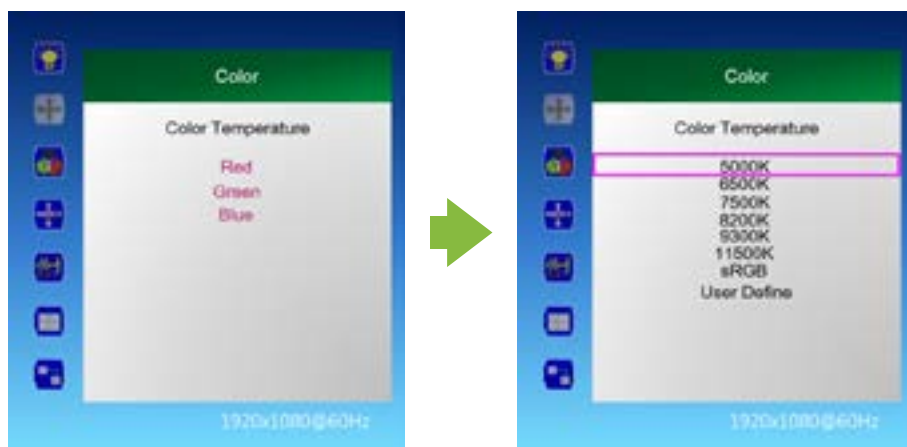 Color
Color Temperature
Red
Green
Blue
1920x1080@60Hz
Color
Color Temperature
5000K
6500K
7500K
8200K
9300K
11500K
sRGB
User Define
1920x1080@60Hz